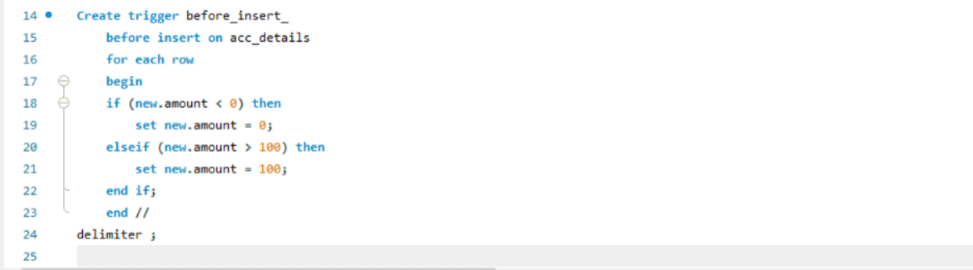 14 Create trigger before_insert_
15 before insert on acc_details
16 for each row
17 begin
18 if (new.amount < 0) then
19 set new.amount = 0;
20 elseif (new.amount > 100) then
21 set new.amount = 100;
22 end if;
23 end //
24 delimiter ;
25